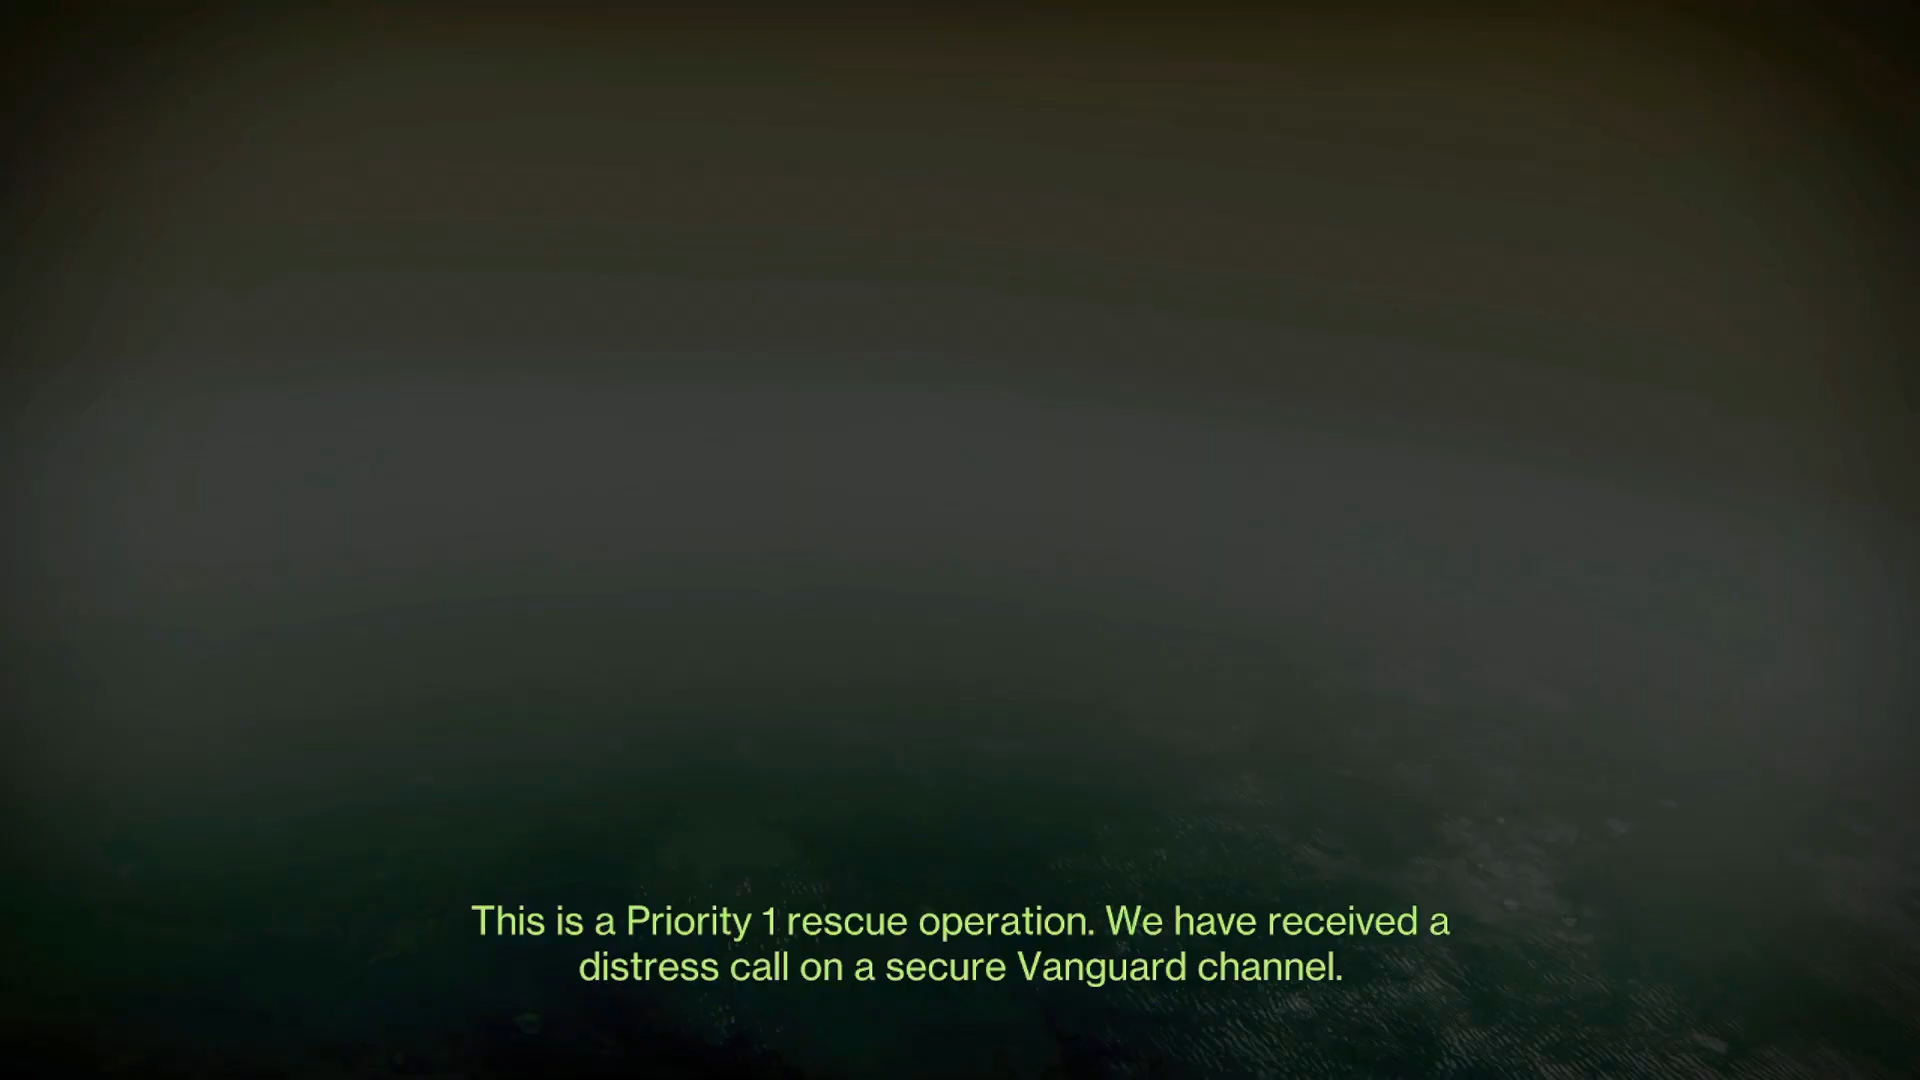 This is a Priority 1 rescue operation. We have received a
distress call on a secure Vanguard channel.